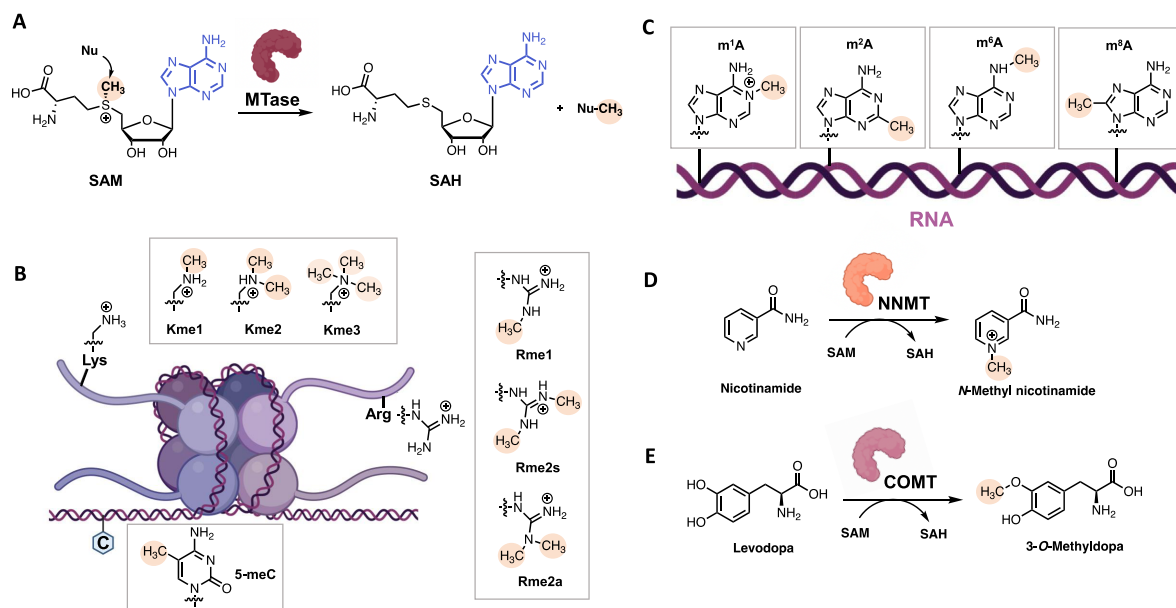 A
Nu
CH3
NH2
N
N
N
N
O
HO
NH2
S
⊕
O
OH
OH
SAM
MTase
NH2
N
N
N
N
O
HO
H2N
S
O
OH
OH
SAH
+ Nu-CH3
B
⊕
NH3
Lys
CH3
NH2
⊕
Kme1
CH3
HN
CH3
⊕
Kme2
CH3
H3C
N
CH3
⊕
Kme3
Arg
H
N
⊕
NH2
H2N
H
N
⊕
NH2
NH
H3C
Rme1
H
N
H
N
CH3
⊕
NH
H3C
Rme2s
H
N
⊕
NH2
N
H3C
CH3
Rme2a
C
NH2
H3C
N
N
O
5-meC
C
m1A
NH2
⊕
N
CH3
N
N
N
m2A
NH2
N
N
N
N
CH3
m6A
NH
CH3
N
N
N
N
m8A
NH2
CH3
N
N
N
N
RNA
D
O
NH2
N
Nicotinamide
NNMT
SAM
SAH
O
NH2
⊕
N
CH3
N-Methyl nicotinamide
E
HO
HO
O
OH
NH2
Levodopa
COMT
SAM
SAH
H3C
O
HO
O
OH
NH2
3-O-Methyldopa